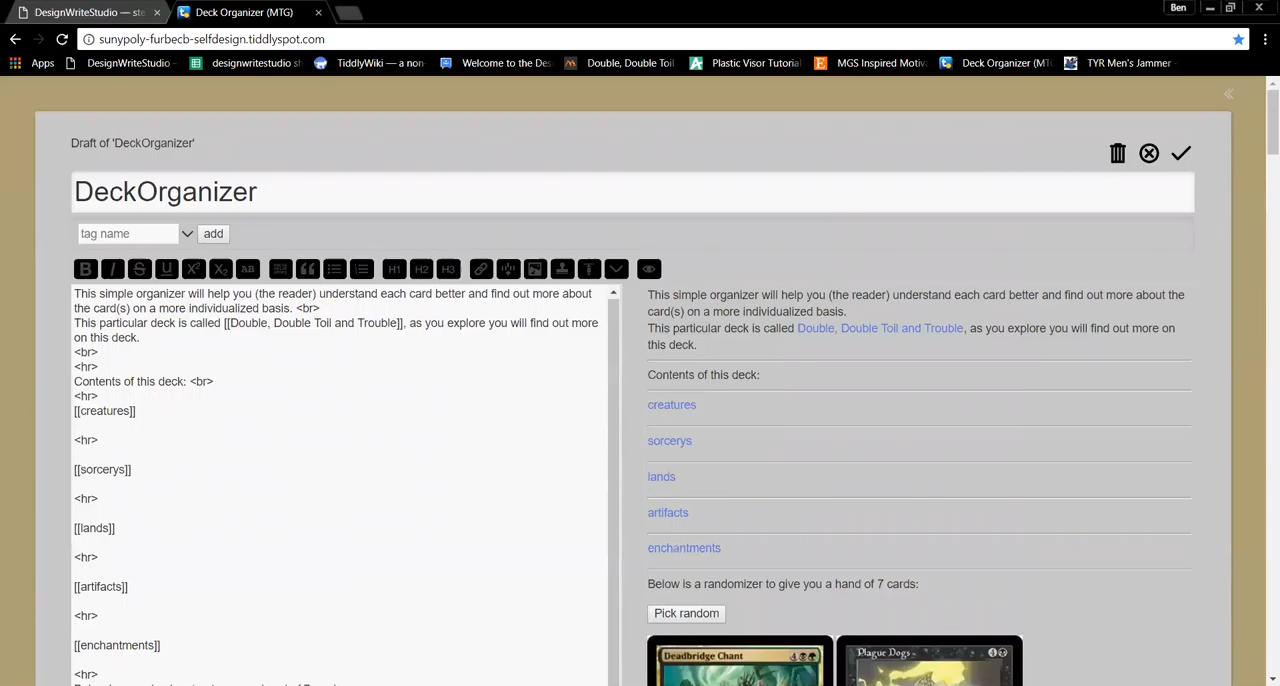 DesignWriteStudio — ste
Deck Organizer (MTG)
Ben
sunypoly-furbecb-selfdesign.tiddlyspot.com
Apps
DesignWriteStudio
designwritestudio sh
TiddlyWiki — a non
Welcome to the Des
Double, Double Toil
Plastic Visor Tutorial
MGS Inspired Motiva
Deck Organizer (MTG
TYR Men's Jammer
Draft of 'DeckOrganizer'
DeckOrganizer
tag name
add
H1 H2 H3
This simple organizer will help you (the reader) understand each card better and find out more about
the card(s) on a more individualized basis. <br>
This particular deck is called [[Double, Double Toil and Trouble]], as you explore you will find out more
on this deck.
<br>
<hr>
Contents of this deck: <br>
<hr>
[[creatures]]
<hr>
[[sorcerys]]
<hr>
[[lands]]
<hr>
[[artifacts]]
<hr>
[[enchantments]]
<hr>
This simple organizer will help you (the reader) understand each card better and find out more about the
card(s) on a more individualized basis.
This particular deck is called Double, Double Toil and Trouble, as you explore you will find out more on
this deck.
Contents of this deck:
creatures
sorcerys
lands
artifacts
enchantments
Below is a randomizer to give you a hand of 7 cards:
Pick random
Deadbridge Chant 4
Plague Dogs 4